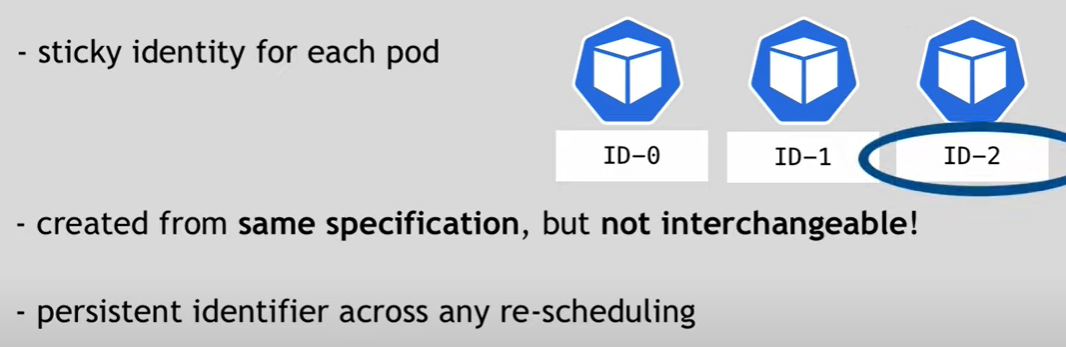 - sticky identity for each pod
ID-0
ID-1
ID-2
- created from same specification, but not interchangeable!
- persistent identifier across any re-scheduling